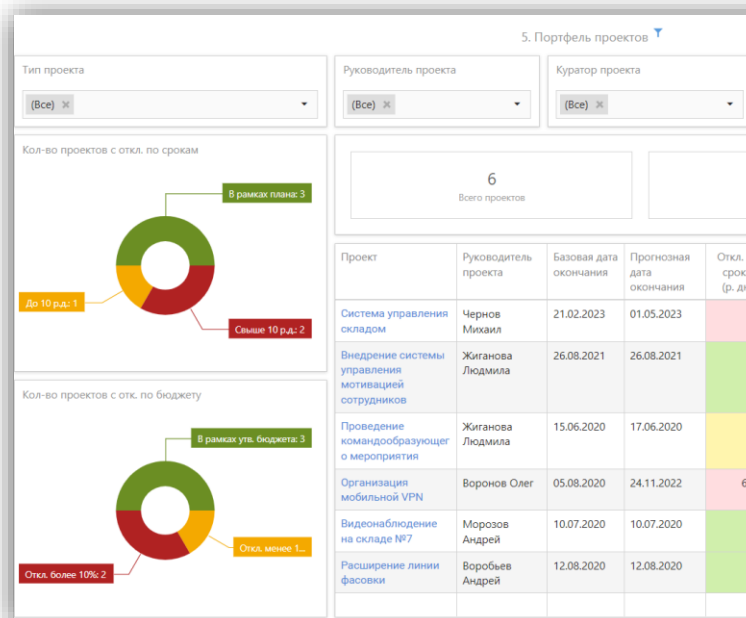 5. Портфель проектов
Тип проекта
(Все)
Руководитель проекта
(Все)
Куратор проекта
(Все)
Кол-во проектов с откл. по срокам
В рамках плана: 3
До 10 р.д.: 1
Свыше 10 р.д.: 2
6
Всего проектов
Проект
Руководитель
проекта
Базовая дата
окончания
Прогнозная
дата
окончания
Откл.
срок
(р. дн
Система управления
складом
Чернов
Михаил
21.02.2023
01.05.2023
Внедрение системы
управления
мотивацией
сотрудников
Жиганова
Людмила
26.08.2021
26.08.2021
Проведение
командообразующег
о мероприятия
Жиганова
Людмила
15.06.2020
17.06.2020
Организация
мобильной VPN
Воронов Олег
05.08.2020
24.11.2022
6
Видеонаблюдение
на складе №7
Морозов
Андрей
10.07.2020
10.07.2020
Расширение линии
фасовки
Воробьев
Андрей
12.08.2020
12.08.2020
Кол-во проектов с отк. по бюджету
В рамках утв. бюджета: 3
Откл. менее 1...
Откл. более 10%: 2